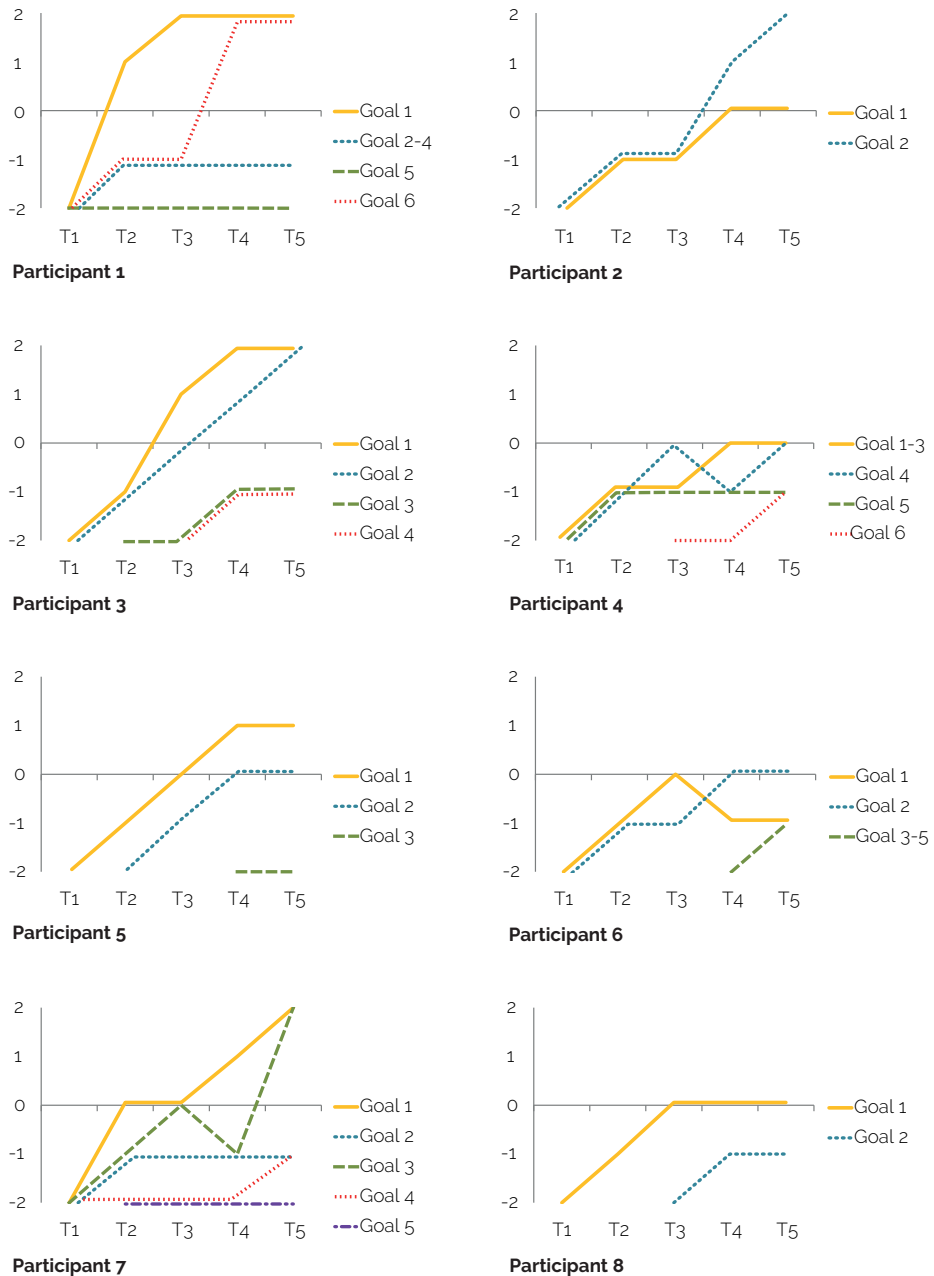 2
1
0
-1
-2
T1 T2 T3 T4 T5
Goal 1
Goal 2-4
Goal 5
Goal 6
Participant 1
2
1
0
-1
-2
T1 T2 T3 T4 T5
Goal 1
Goal 2
Participant 2
2
1
0
-1
-2
T1 T2 T3 T4 T5
Goal 1
Goal 2
Goal 3
Goal 4
Participant 3
2
1
0
-1
-2
T1 T2 T3 T4 T5
Goal 1-3
Goal 4
Goal 5
Goal 6
Participant 4
2
1
0
-1
-2
T1 T2 T3 T4 T5
Goal 1
Goal 2
Goal 3
Participant 5
2
1
0
-1
-2
T1 T2 T3 T4 T5
Goal 1
Goal 2
Goal 3-5
Participant 6
2
1
0
-1
-2
T1 T2 T3 T4 T5
Goal 1
Goal 2
Goal 3
Goal 4
Goal 5
Participant 7
2
1
0
-1
-2
T1 T2 T3 T4 T5
Goal 1
Goal 2
Participant 8